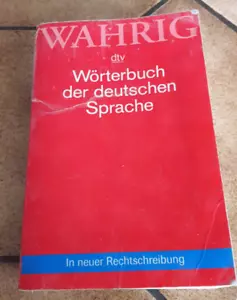 WAHRIG
dtv
Wörterbuch
der deutschen
Sprache
In neuer Rechtschreibung